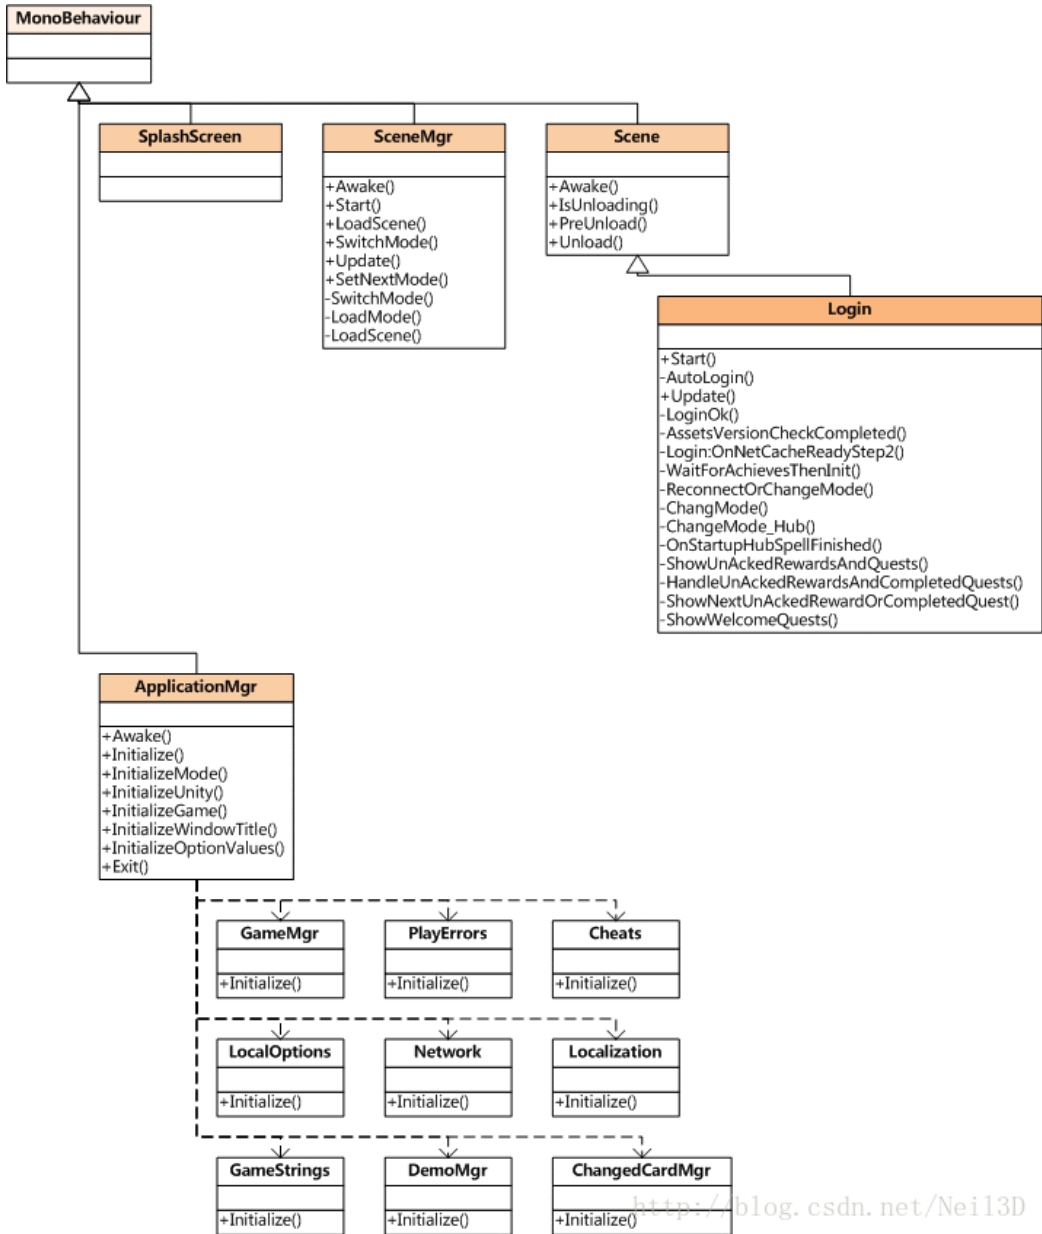 MonoBehaviour
SplashScreen
SceneMgr
+Awake()
+Start()
+LoadScene()
+SwitchMode()
+Update()
+SetNextMode()
-SwitchMode()
-LoadMode()
-LoadScene()
Scene
+Awake()
+IsUnloading()
+PreUnload()
+Unload()
Login
+Start()
-AutoLogin()
+Update()
-LoginOk()
-AssetsVersionCheckCompleted()
-Login:OnNetCacheReadyStep2()
-WaitForAchievesThenInit()
-ReconnectOrChangeMode()
-ChangMode()
-ChangeMode_Hub()
-OnStartupHubSpellFinished()
-ShowUnAckedRewardsAndQuests()
-HandleUnAckedRewardsAndCompletedQuests()
-ShowNextUnAckedRewardOrCompletedQuest()
-ShowWelcomeQuests()
ApplicationMgr
+Awake()
+Initialize()
+InitializeMode()
+InitializeUnity()
+InitializeGame()
+InitializeWindowTitle()
+InitializeOptionValues()
+Exit()
GameMgr
+Initialize()
PlayErrors
+Initialize()
Cheats
+Initialize()
LocalOptions
+Initialize()
Network
+Initialize()
Localization
+Initialize()
GameStrings
+Initialize()
DemoMgr
+Initialize()
ChangedCardMgr
+Initialize()
http://blog.csdn.net/Neil3D